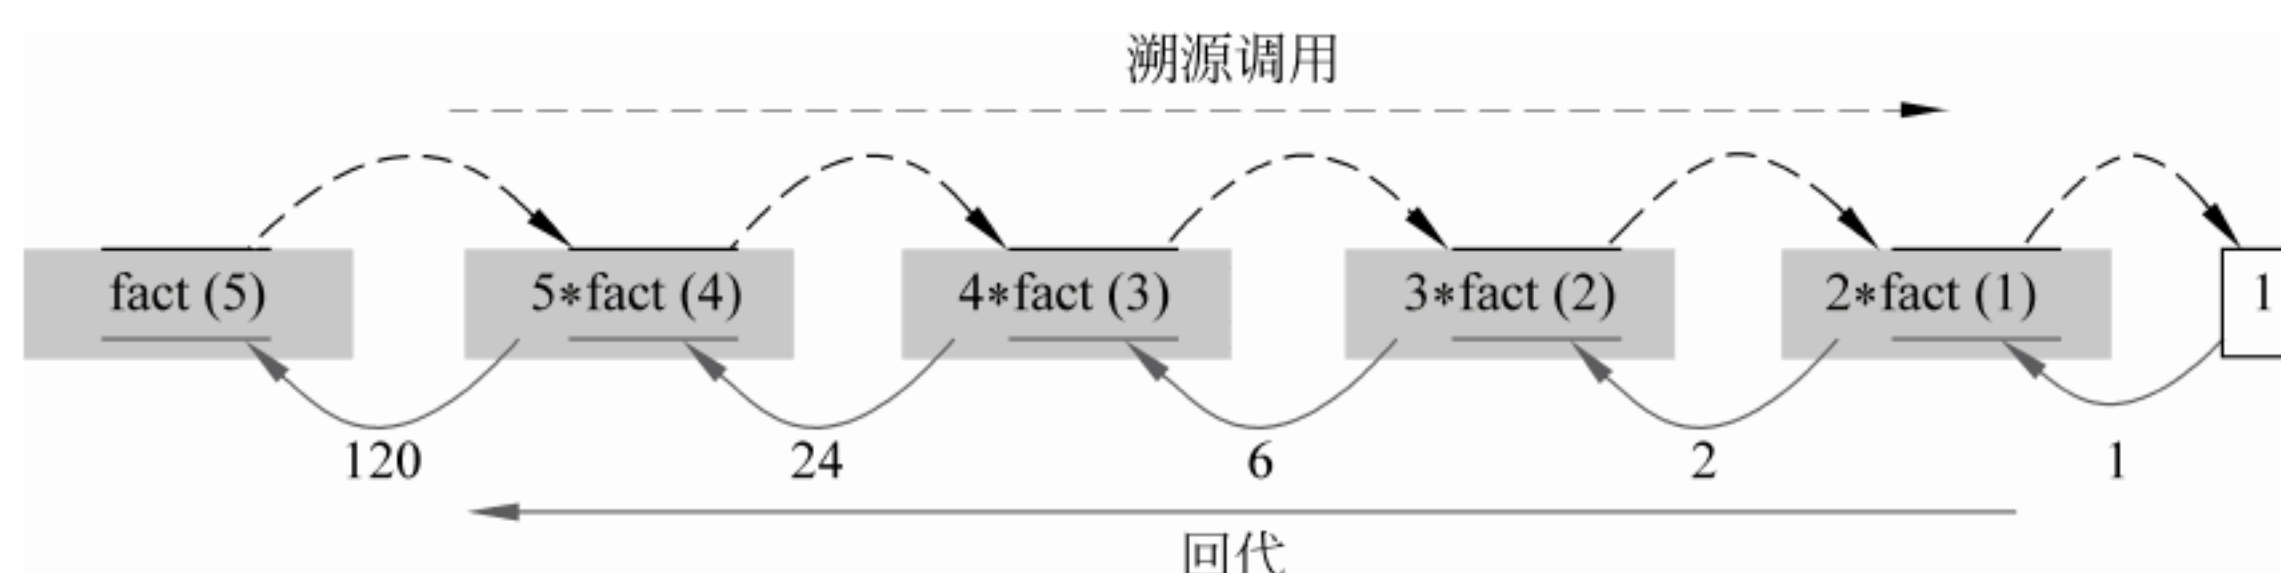 溯源调用
fact (5) 5*fact (4) 4*fact (3) 3*fact (2) 2*fact (1) 1
120 24 6 2 1
回代